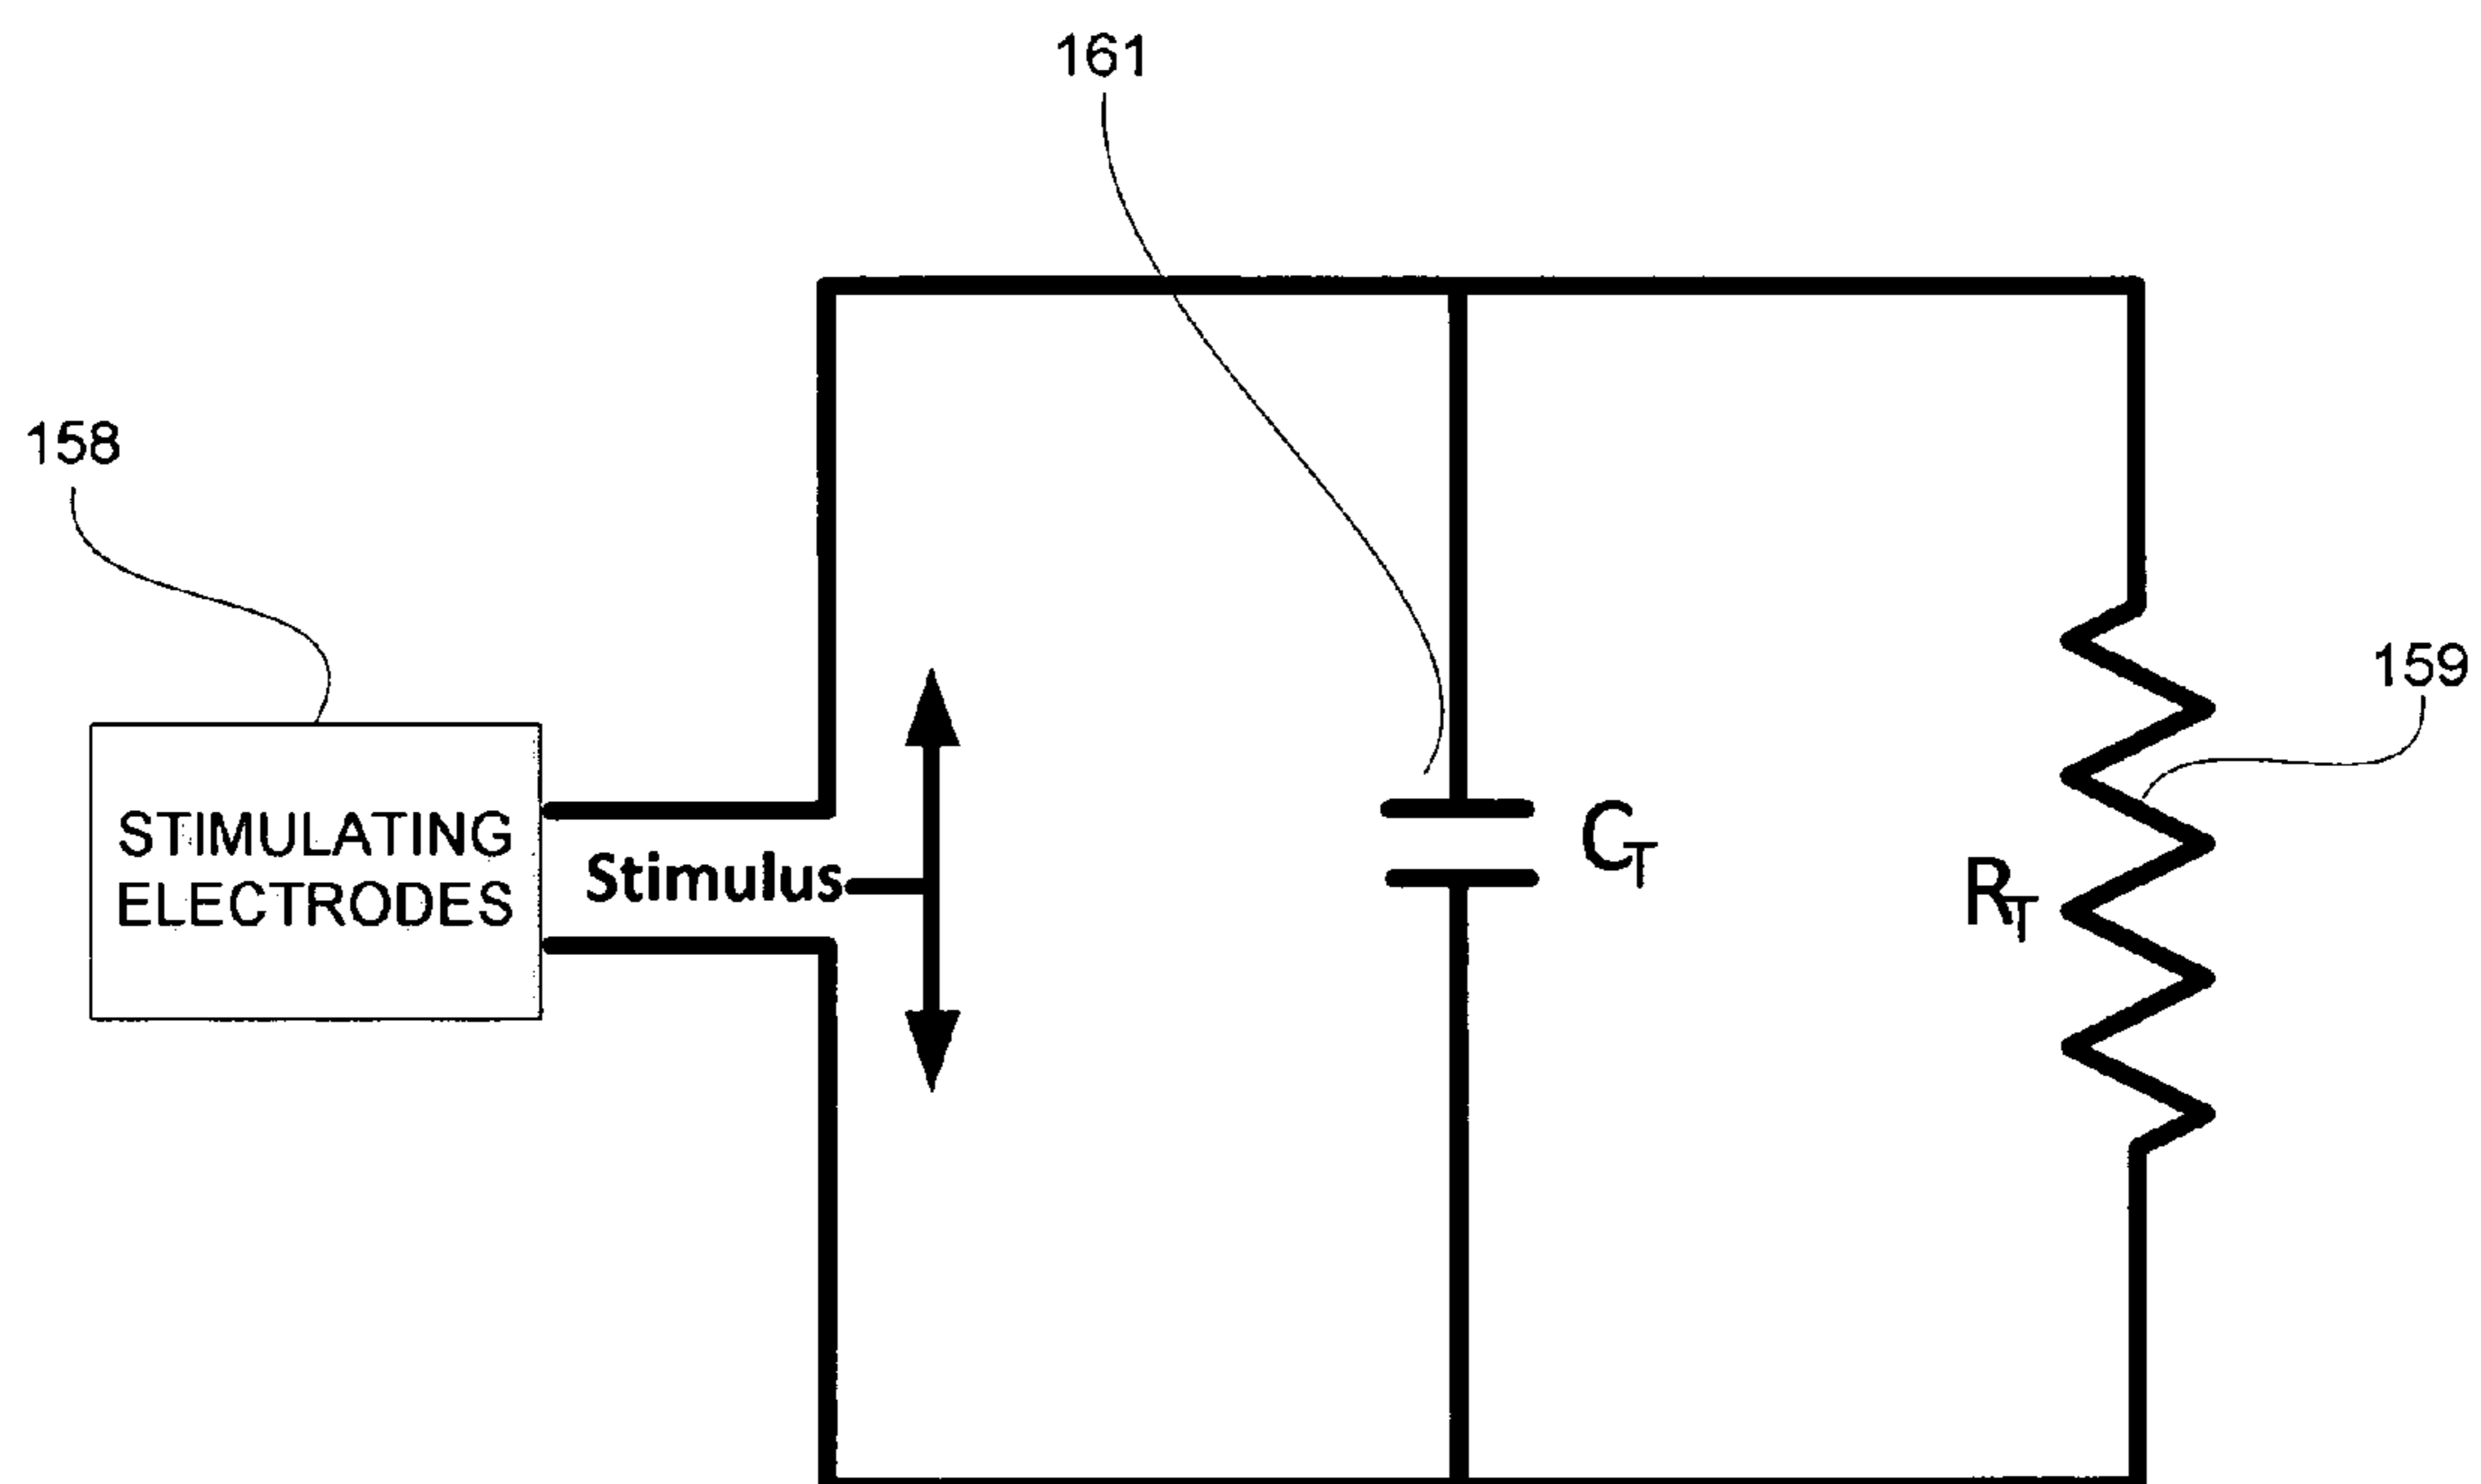 161
158
159
STIMULATING
ELECTRODES
Stimulus
CT
RT